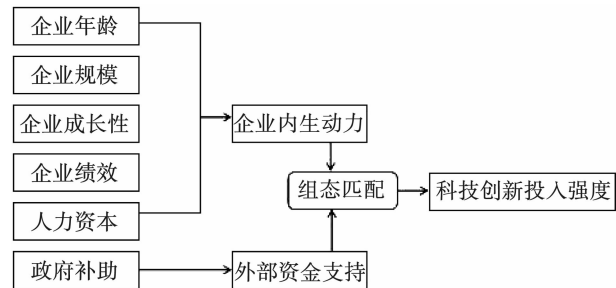 企业年龄
企业规模
企业成长性
企业绩效
人力资本
政府补助
企业内生动力
组态匹配
外部资金支持
科技创新投入强度